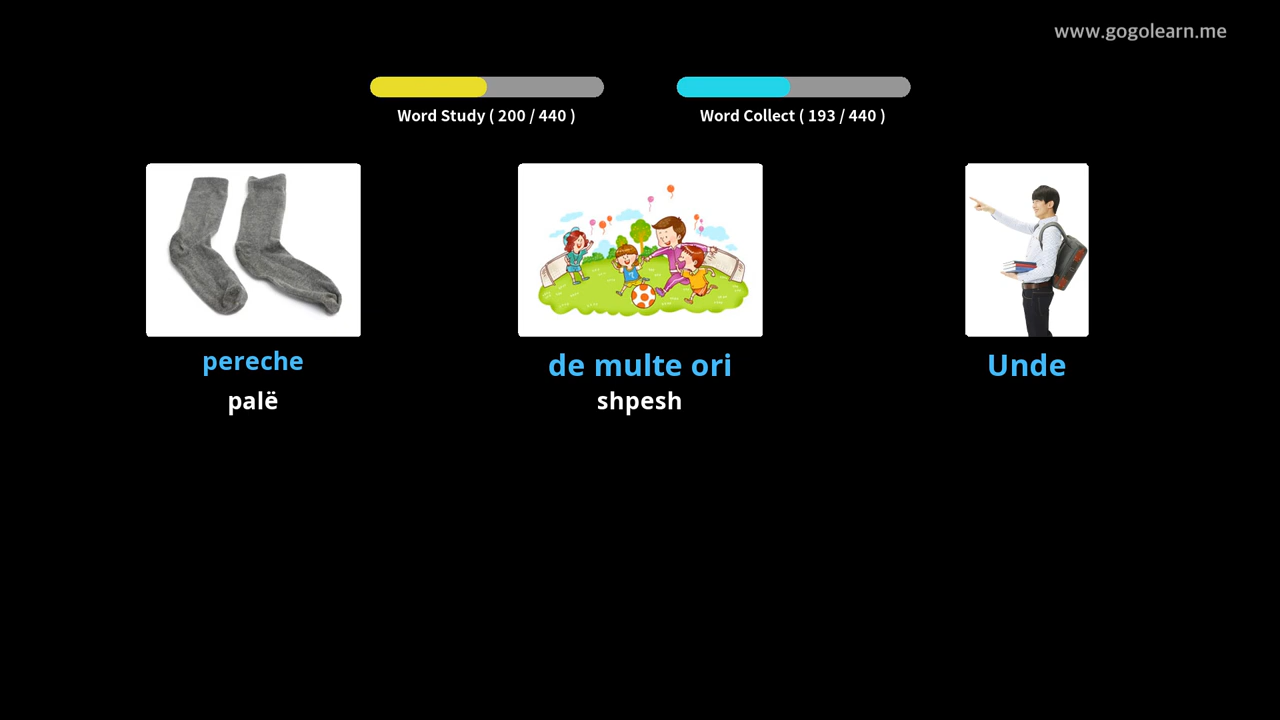 www.gogolearn.me
Word Study ( 200 / 440 )
Word Collect ( 193 / 440 )
pereche
palë
de multe ori
shpesh
Unde